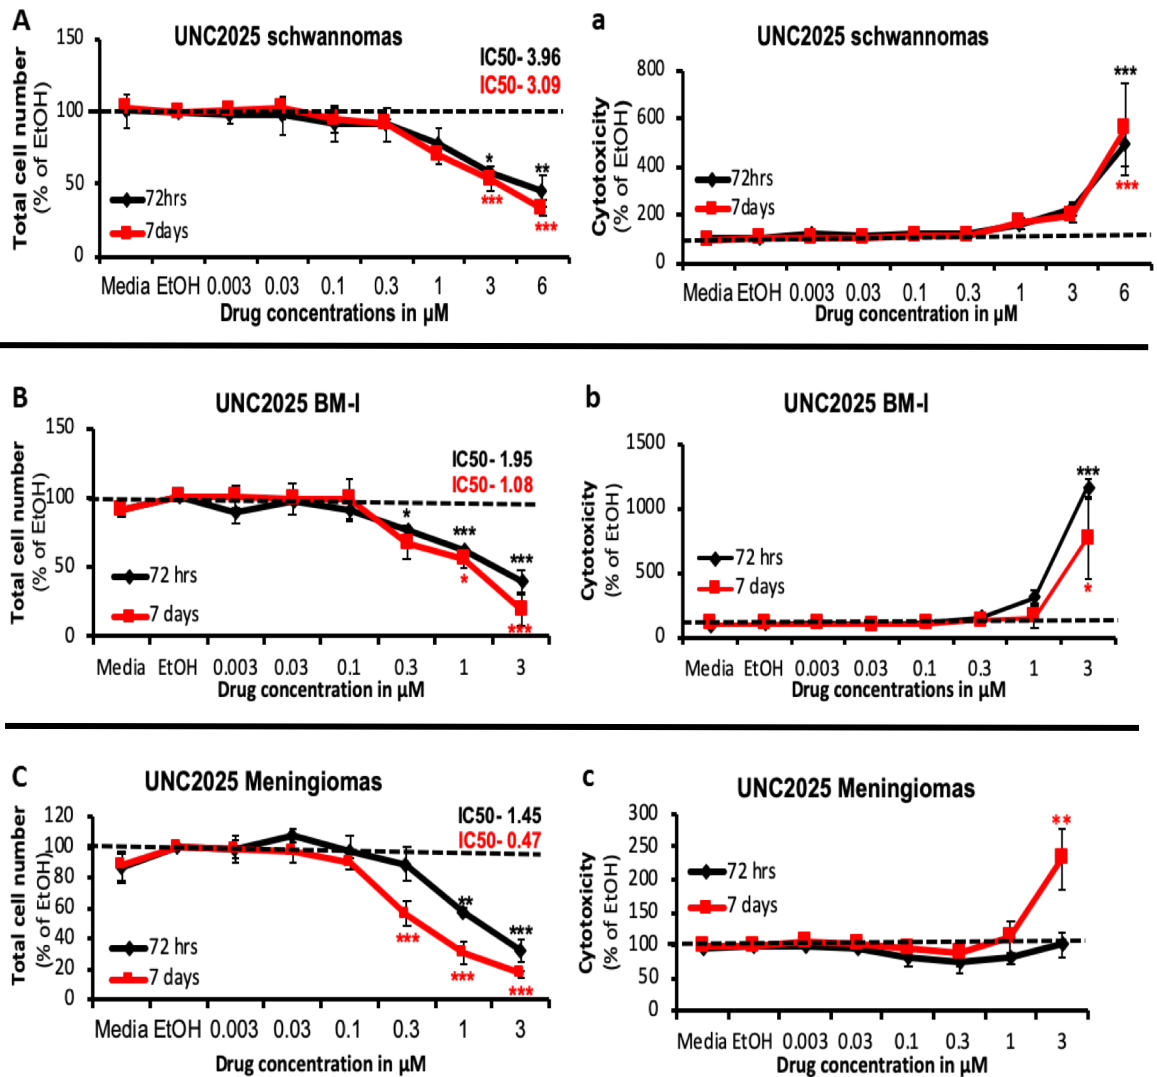 A
UNC2025 schwannomas
IC50- 3.96
IC50- 3.09
Total cell number
(% of EtOH)
150
100
50
0
*
**
***
***
72hrs
7days
Media EtOH 0.003 0.03 0.1 0.3 1 3 6
Drug concentrations in µM
a
UNC2025 schwannomas
Cytotoxicity
(% of EtOH)
800
600
400
200
0
***
***
72hrs
7days
Media EtOH 0.003 0.03 0.1 0.3 1 3 6
Drug concentration in µM
B
UNC2025 BM-I
IC50- 1.95
IC50- 1.08
Total cell number
(% of EtOH)
150
100
50
0
*
***
***
*
***
72 hrs
7 days
Media EtOH 0.003 0.03 0.1 0.3 1 3
Drug concentration in µM
b
UNC2025 BM-I
Cytotoxicity
(% of EtOH)
1500
1000
500
0
***
*
72 hrs
7 days
Media EtOH 0.003 0.03 0.1 0.3 1 3
Drug concentrations in µM
C
UNC2025 Meningiomas
IC50- 1.45
IC50- 0.47
Total cell number
(% of EtOH)
120
100
80
60
40
20
0
**
***
***
***
***
72 hrs
7 days
Media EtOH 0.003 0.03 0.1 0.3 1 3
Drug concentration in µM
c
UNC2025 Meningiomas
Cytotoxicity
(% of EtOH)
300
250
200
150
100
50
0
**
72 hrs
7 days
Media EtOH 0.003 0.03 0.1 0.3 1 3
Drug concentration in µM